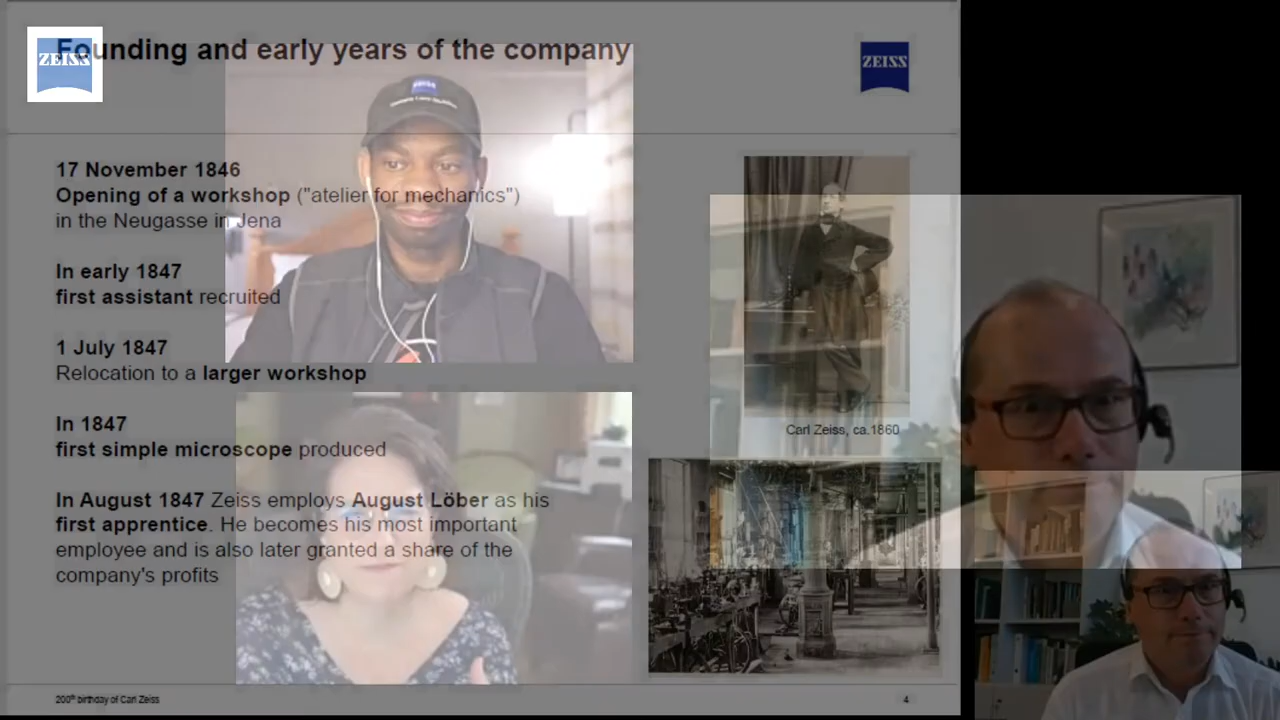 Founding and early years of the company
ZEISS
ZEISS
ZEISS
17 November 1846
Opening of a workshop ("atelier for mechanics")
in the Neugasse in Jena
In early 1847
first assistant recruited
1 July 1847
Relocation to a larger workshop
In 1847
first simple microscope produced
Carl Zeiss, ca.1860
In August 1847 Zeiss employs August Löber as his
first apprentice. He becomes his most important
employee and is also later granted a share of the
company's profits
200th birthday of Carl Zeiss
4